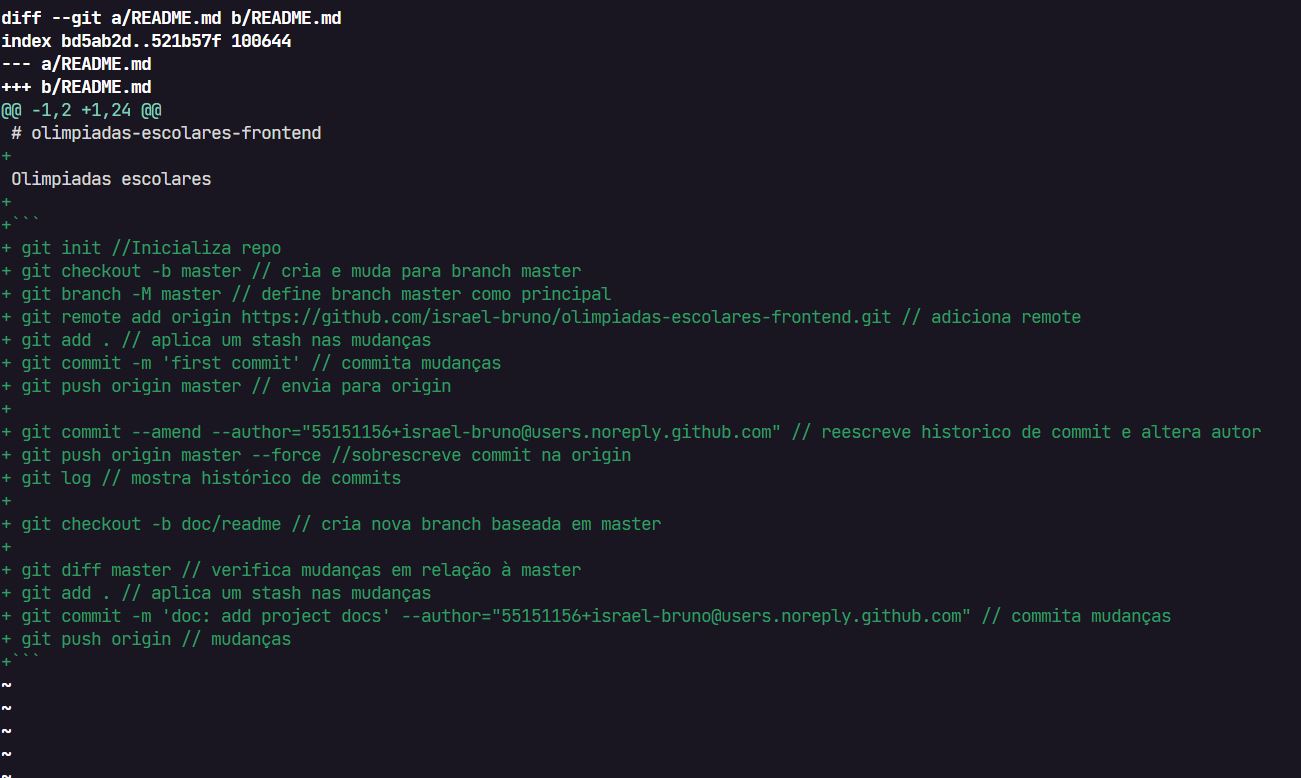 diff --git a/README.md b/README.md
index bd5ab2d..521b57f 100644
--- a/README.md
+++ b/README.md
@@ -1,2 +1,24 @@
 # olimpiadas-escolares-frontend
+
 Olimpiadas escolares
+
+```
+ git init //Inicializa repo
+ git checkout -b master // cria e muda para branch master
+ git branch -M master // define branch master como principal
+ git remote add origin https://github.com/israel-bruno/olimpiadas-escolares-frontend.git // adiciona remote
+ git add . // aplica um stash nas mudanças
+ git commit -m 'first commit' // commita mudanças
+ git push origin master // envia para origin
+
+ git commit --amend --author="55151156+israel-bruno@users.noreply.github.com" // reescreve historico de commit e altera autor
+ git push origin master --force //sobrescreve commit na origin
+ git log // mostra histórico de commits
+
+ git checkout -b doc/readme // cria nova branch baseada em master
+
+ git diff master // verifica mudanças em relação à master
+ git add . // aplica um stash nas mudanças
+ git commit -m 'doc: add project docs' --author="55151156+israel-bruno@users.noreply.github.com" // commita mudanças
+ git push origin // mudanças
+```
~
~
~
~
~